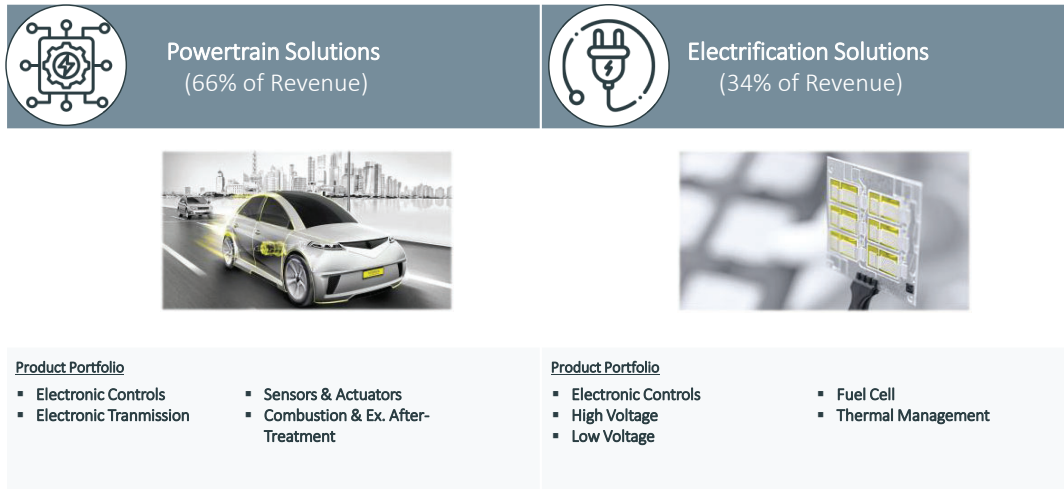 Powertrain Solutions
(66% of Revenue)
Electrification Solutions
(34% of Revenue)
Product Portfolio
▪ Electronic Controls
▪ Electronic Tranmission
▪ Sensors & Actuators
▪ Combustion & Ex. After-
Treatment
Product Portfolio
▪ Electronic Controls
▪ High Voltage
▪ Low Voltage
▪ Fuel Cell
▪ Thermal Management